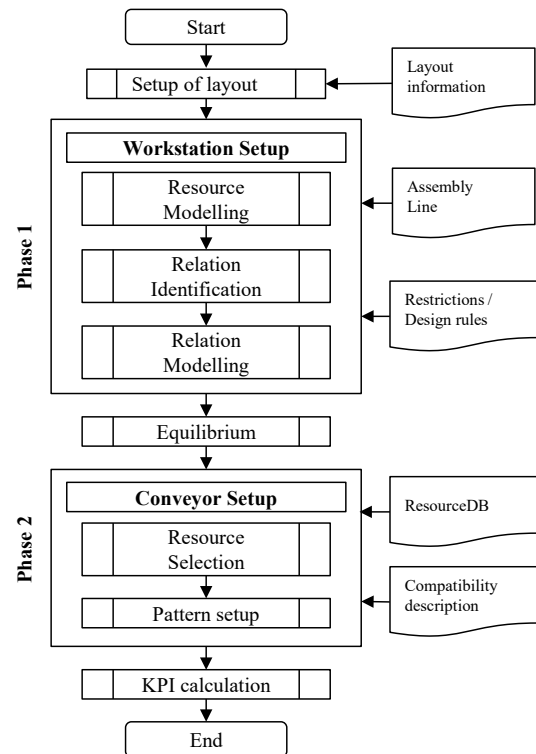 Start
Setup of layout
Layout
information
Phase 1
Workstation Setup
Resource
Modelling
Assembly
Line
Relation
Identification
Restrictions /
Design rules
Relation
Modelling
Equilibrium
Phase 2
Conveyor Setup
ResourceDB
Resource
Selection
Compatibility
description
Pattern setup
KPI calculation
End